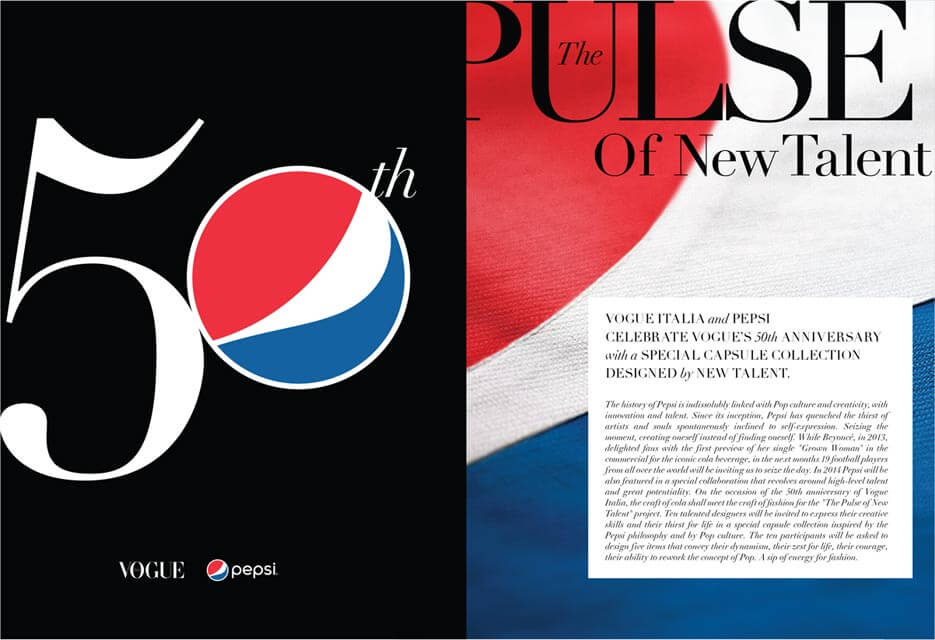 50th
VOGUE pepsi
The PULSE
Of New Talent
VOGUE ITALIA and PEPSI
CELEBRATE VOGUE'S 50th ANNIVERSARY
with a SPECIAL CAPSULE COLLECTION
DESIGNED by NEW TALENT.
The history of Pepsi is indissolubly linked with Pop culture and creativity, with
innovation and talent. Since its inception, Pepsi has quenched the thirst of
artists and souls spontaneously inclined to self-expression. Seizing the
moment, creating oneself instead of finding oneself. While Beyoncè, in 2013,
delighted fans with the first preview of her single "Grown Woman" in the
commercial for the iconic cola beverage, in the next months 19 football players
from all over the world will be inviting us to seize the day. In 2014 Pepsi will be
also featured in a special collaboration that revolves around high-level talent
and great potentiality. On the occasion of the 50th anniversary of Vogue
Italia, the craft of cola shall meet the craft of fashion for the "The Pulse of New
Talent" project. Ten talented designers will be invited to express their creative
skills and their thirst for life in a special capsule collection inspired by the
Pepsi philosophy and by Pop culture. The ten participants will be asked to
design five items that convey their dynamism, their zest for life, their courage,
their ability to rework the concept of Pop. A sip of energy for fashion.